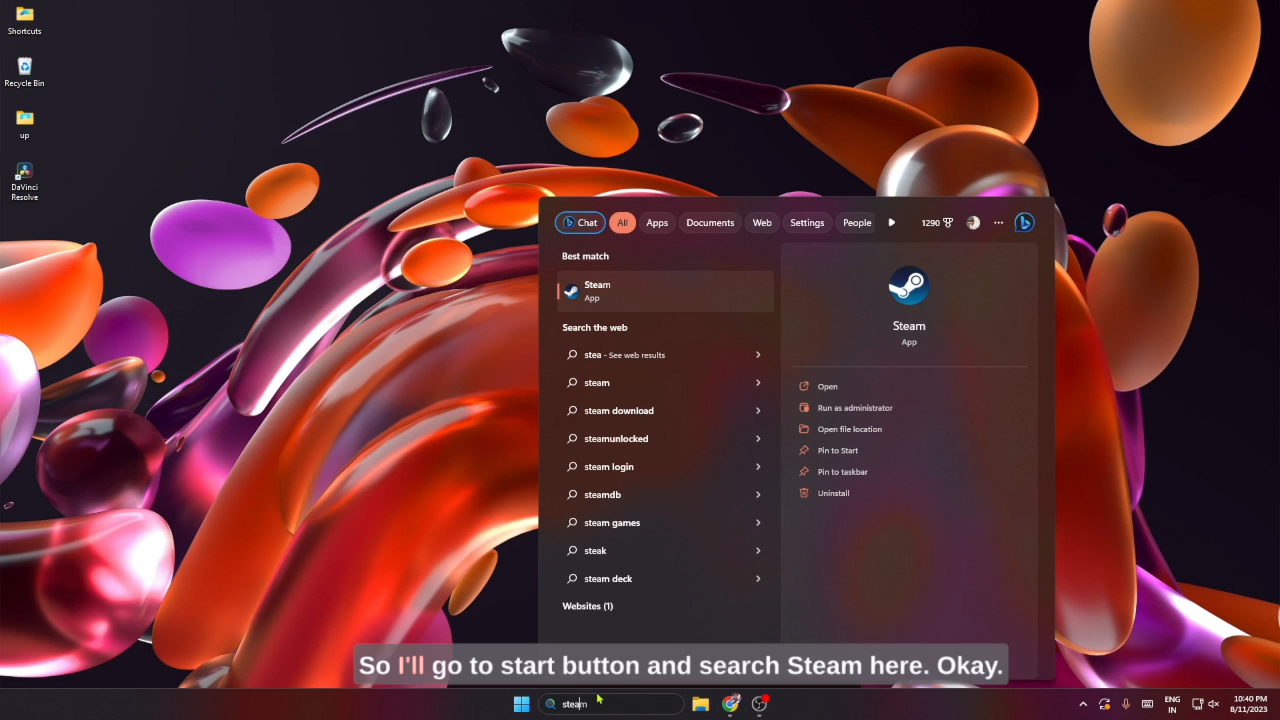 Shortcuts
Recycle Bin
up
DaVinci
Resolve
Chat
All
Apps
Documents
Web
Settings
People
1290
Best match
Steam
App
Search the web
stea - See web results
steam
steam download
steamunlocked
steam login
steamdb
steam games
steak
steam deck
Websites (1)
Steam
App
Open
Run as administrator
Open file location
Pin to Start
Pin to taskbar
Uninstall
So I'll go to start button and search Steam here. Okay.
steam
ENG
IN
10:40 PM
8/11/2023